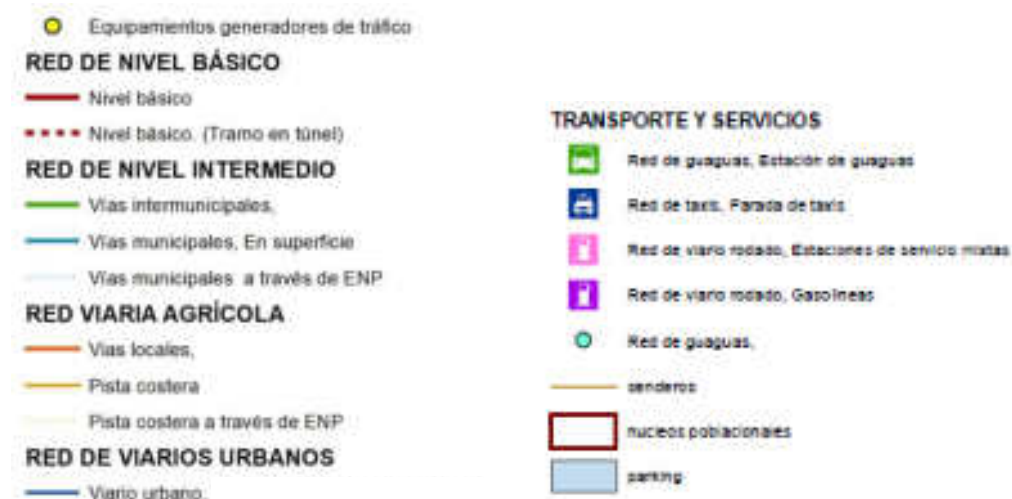 Equipamientos generadores de tráfico
RED DE NIVEL BÁSICO
Nivel básico
Nivel básico. (Tramo en túnel)
RED DE NIVEL INTERMEDIO
Vías intermunicipales,
Vías municipales, En superficie
Vías municipales a través de ENP
RED VIARIA AGRÍCOLA
Vias locales,
Pista costera
Pista costera a través de ENP
RED DE VIARIOS URBANOS
Viario urbano,
TRANSPORTE Y SERVICIOS
Red de guaguas, Estación de guaguas
Red de taxis, Parada de taxis
Red de viario rodado, Estaciones de servicio mixtas
Red de viario rodado, Gasolineas
Red de guaguas,
senderos
nucleos poblacionales
parking